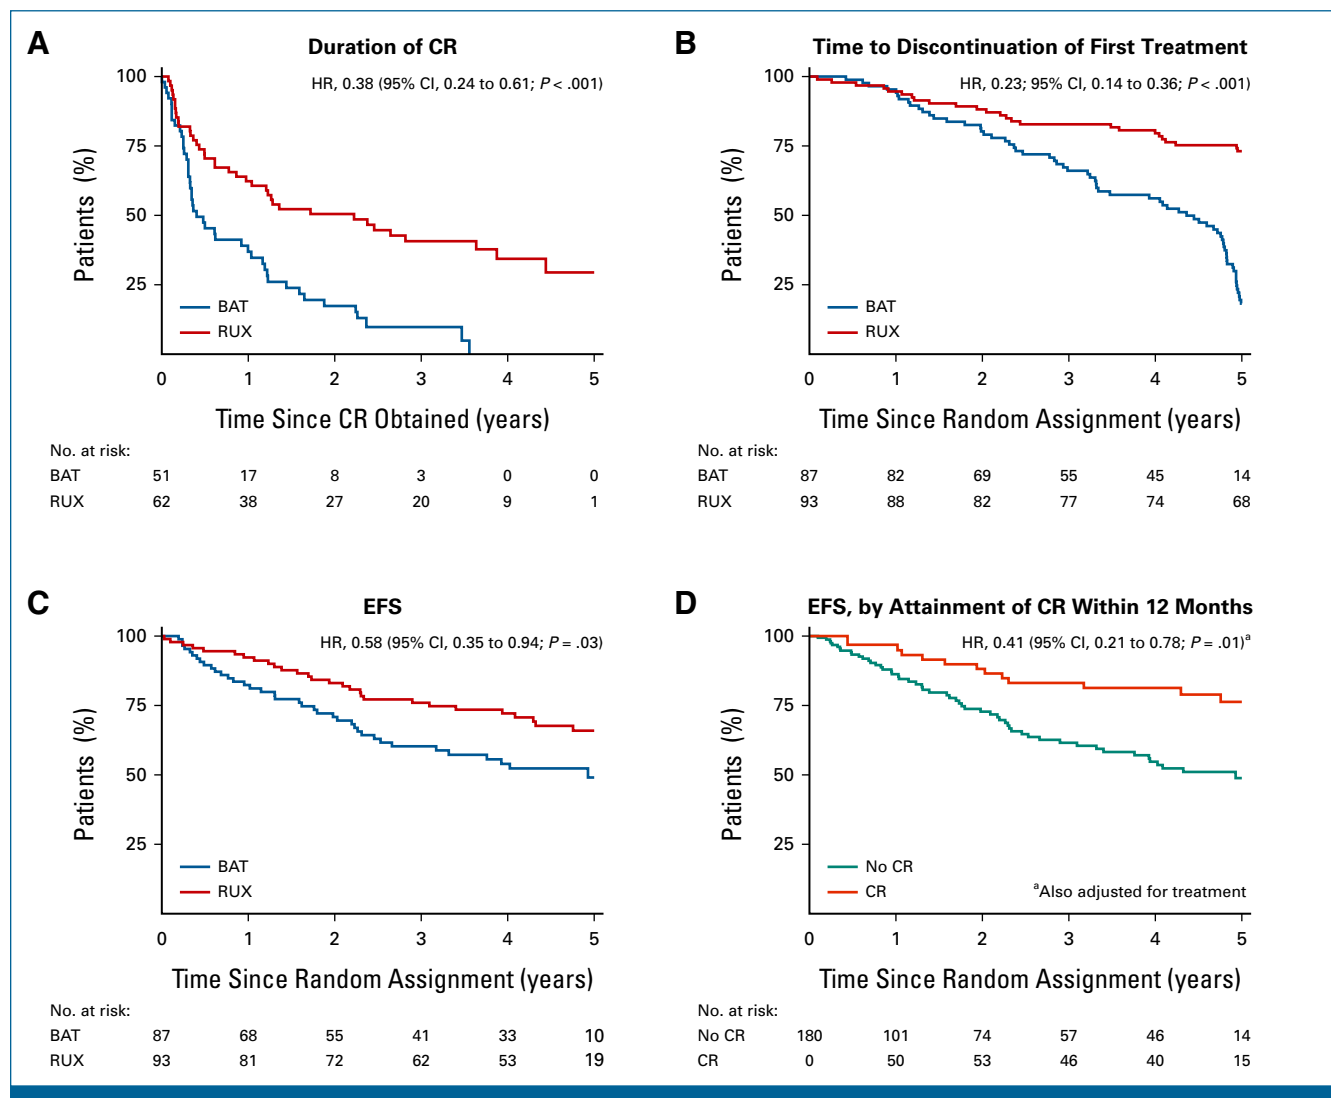 A
Duration of CR
HR, 0.38 (95% CI, 0.24 to 0.61; P < .001)
Patients (%)
100
75
50
25
BAT
RUX
0 1 2 3 4 5
Time Since CR Obtained (years)
No. at risk:
BAT 51 17 8 3 0 0
RUX 62 38 27 20 9 1
B
Time to Discontinuation of First Treatment
HR, 0.23; 95% CI, 0.14 to 0.36; P < .001)
Patients (%)
100
75
50
25
BAT
RUX
0 1 2 3 4 5
Time Since Random Assignment (years)
No. at risk:
BAT 87 82 69 55 45 14
RUX 93 88 82 77 74 68
C
EFS
HR, 0.58 (95% CI, 0.35 to 0.94; P = .03)
Patients (%)
100
75
50
25
BAT
RUX
0 1 2 3 4 5
Time Since Random Assignment (years)
No. at risk:
BAT 87 68 55 41 33 10
RUX 93 81 72 62 53 19
D
EFS, by Attainment of CR Within 12 Months
HR, 0.41 (95% CI, 0.21 to 0.78; P = .01)a
Patients (%)
100
75
50
25
No CR
CR
aAlso adjusted for treatment
0 1 2 3 4 5
Time Since Random Assignment (years)
No. at risk:
No CR 180 101 74 57 46 14
CR 0 50 53 46 40 15